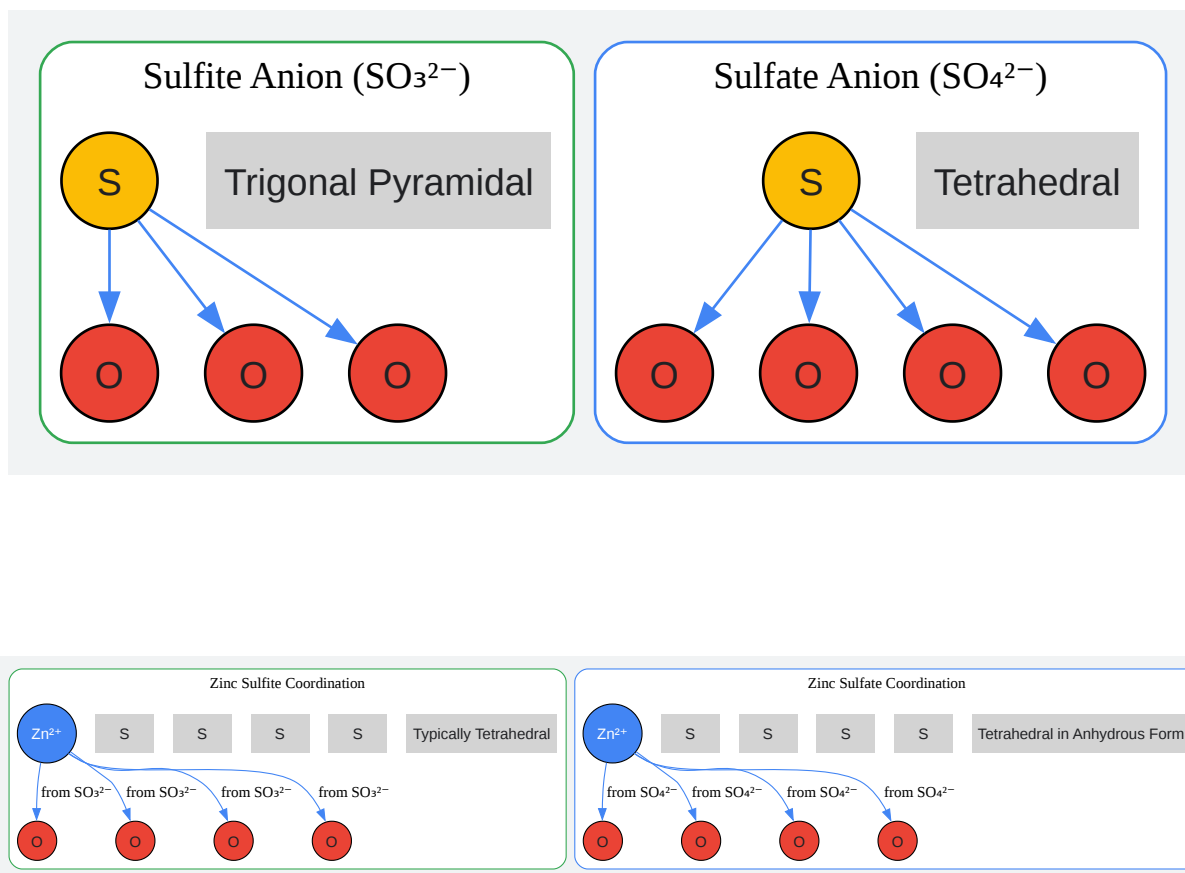 Sulfite Anion (SO₃²⁻)
S
Trigonal Pyramidal
O O O
Sulfate Anion (SO₄²⁻)
S
Tetrahedral
O O O O
Zinc Sulfite Coordination
Zn²⁺ S S S S Typically Tetrahedral
from SO₃²⁻ from SO₃²⁻ from SO₃²⁻ from SO₃²⁻
O O O O
Zinc Sulfate Coordination
Zn²⁺ S S S S Tetrahedral in Anhydrous Form
from SO₄²⁻ from SO₄²⁻ from SO₄²⁻ from SO₄²⁻
O O O O